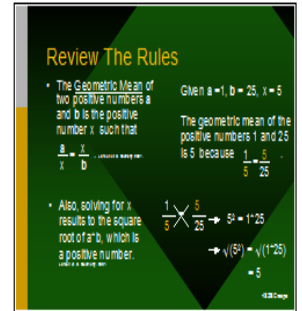 Review The Rules
• The Geometric Mean of
two positive numbers a
and b is the positive
number x such that
a/x = x/b
Given a =1, b = 25, x = 5
The geometric mean of the
positive numbers 1 and 25
is 5 because 1/5 = 5/25 .
• Also, solving for x
results to the square
root of a*b, which is
a positive number.
1/5 5/25 → 5² = 1*25
→ √(5²) = √(1*25)
= 5